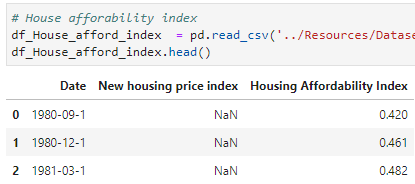 # House afforability index
df_House_afford_index  = pd.read_csv('../Resources/Datase
df_House_afford_index.head()
Date New housing price index Housing Affordability Index
0 1980-09-1 NaN 0.420
1 1980-12-1 NaN 0.461
2 1981-03-1 NaN 0.482